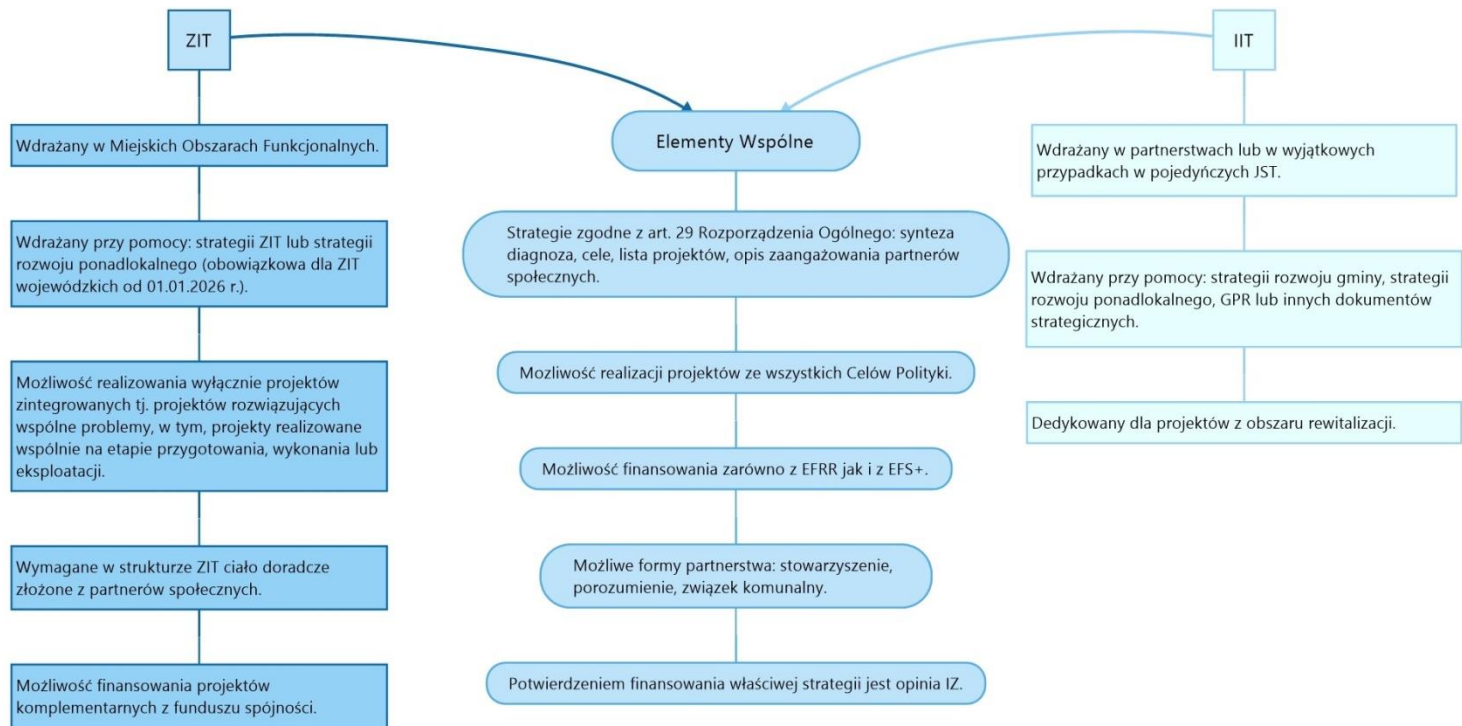 ZIT
Wdrażany w Miejskich Obszarach Funkcjonalnych.
Wdrażany przy pomocy: strategii ZIT lub strategii
rozwoju ponadlokalnego (obowiązkowa dla ZIT
wojewódzkich od 01.01.2026 r.).
Możliwość realizowania wyłącznie projektów
zintegrowanych tj. projektów rozwiązujących
wspólne problemy, w tym, projekty realizowane
wspólnie na etapie przygotowania, wykonania lub
eksploatacji.
Wymagane w strukturze ZIT ciało doradcze
złożone z partnerów społecznych.
Możliwość finansowania projektów
komplementarnych z funduszu spójności.
Elementy Wspólne
Strategie zgodne z art. 29 Rozporządzenia Ogólnego: synteza
diagnoza, cele, lista projektów, opis zaangażowania partnerów
społecznych.
Mozliwość realizacji projektów ze wszystkich Celów Polityki.
Możliwość finansowania zarówno z EFRR jak i z EFS+.
Możliwe formy partnerstwa: stowarzyszenie,
porozumienie, związek komunalny.
Potwierdzeniem finansowania właściwej strategii jest opinia IZ.
IIT
Wdrażany w partnerstwach lub w wyjątkowych
przypadkach w pojedyńczych JST.
Wdrażany przy pomocy: strategii rozwoju gminy, strategii
rozwoju ponadlokalnego, GPR lub innych dokumentów
strategicznych.
Dedykowany dla projektów z obszaru rewitalizacji.